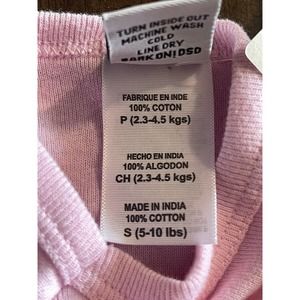 TURN INSIDE OUT
MACHINE WASH
COLD
LINE DRY
FABRIQUE EN INDE
100% COTON
P (2.3-4.5 kgs)
HECHO EN INDIA
100% ALGODON
CH (2.3-4.5 kgs)
MADE IN INDIA
100% COTTON
S (5-10 lbs)